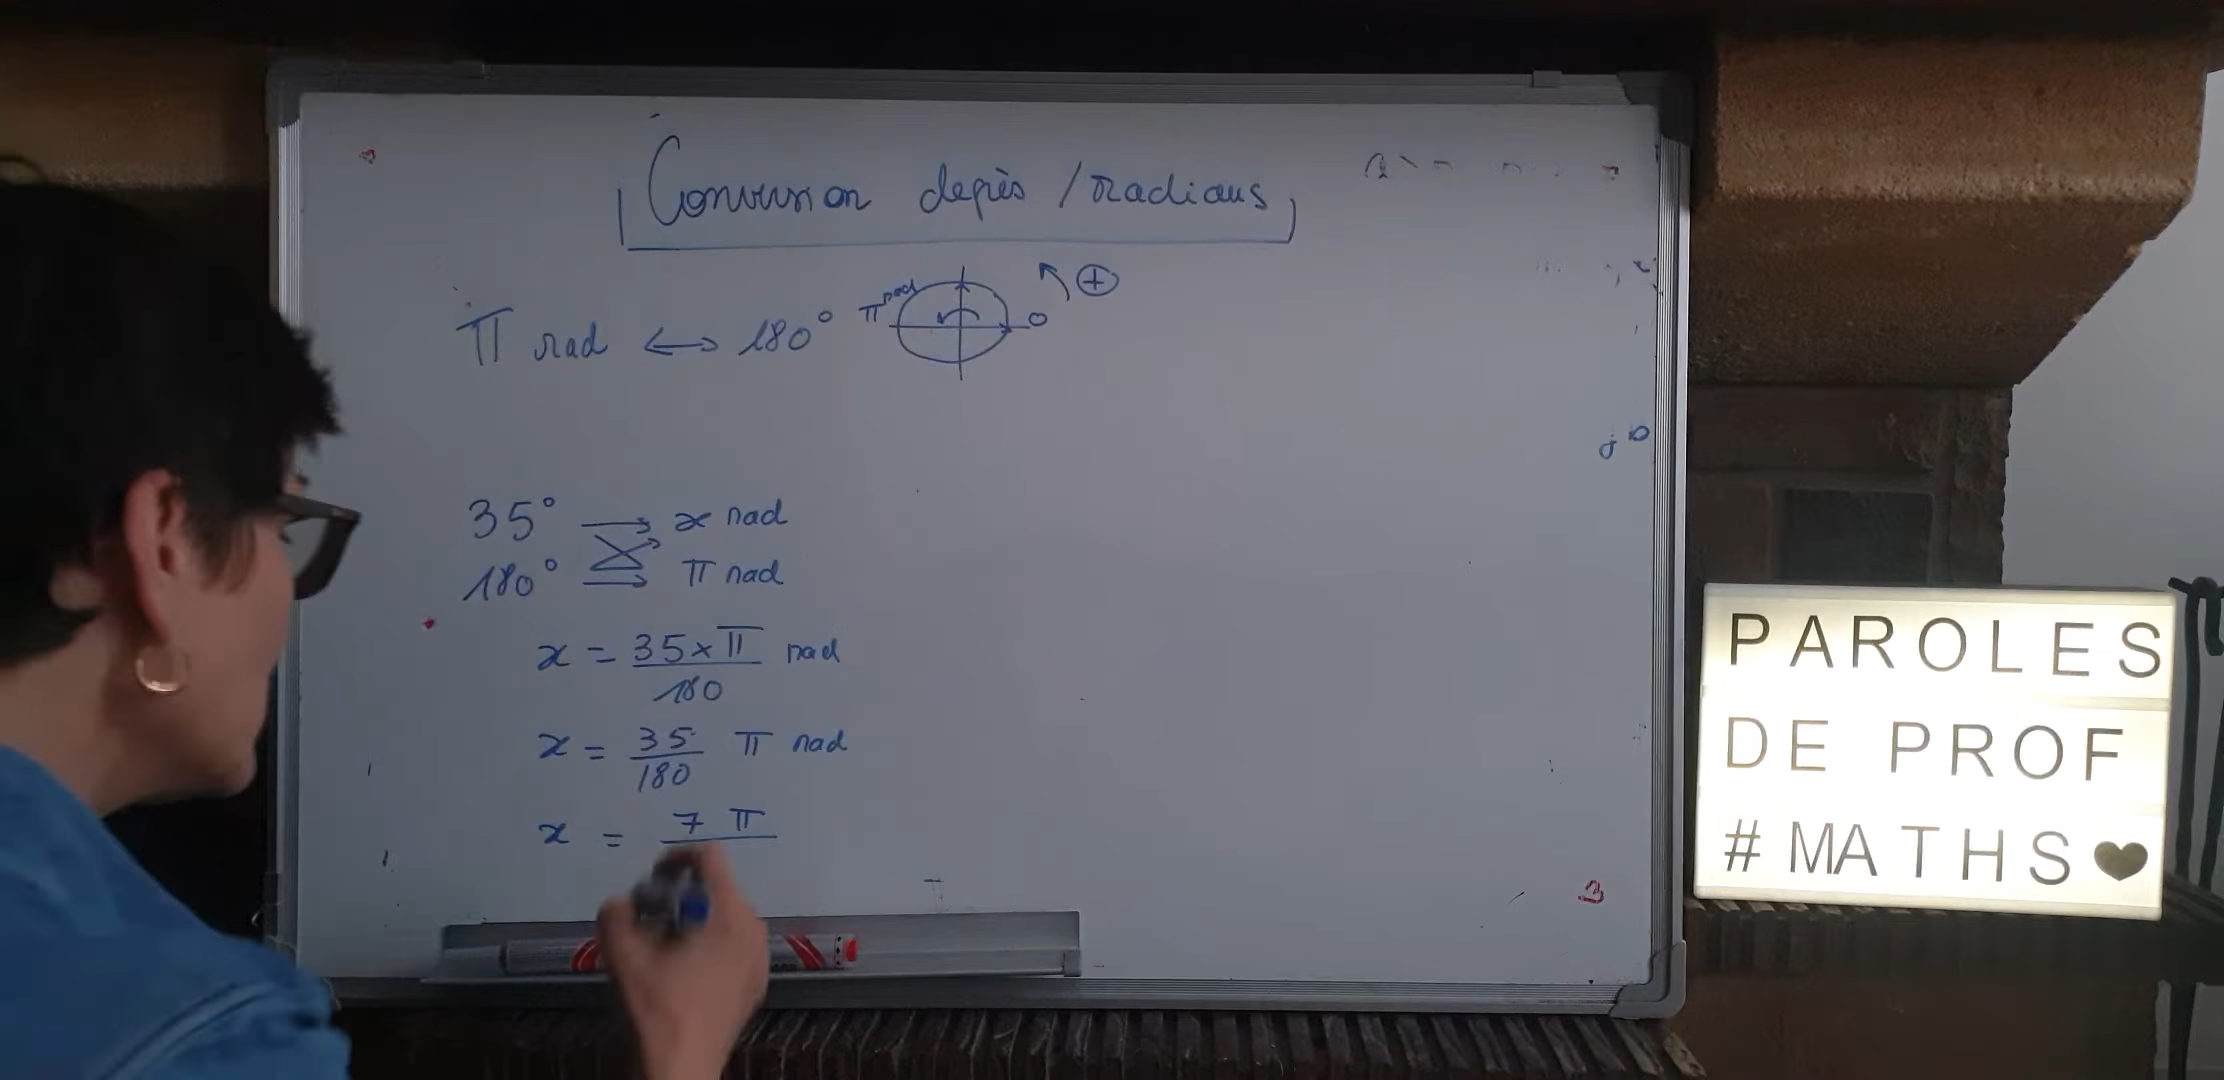 Conversion degrès / radians
π rad ⟷ 180° π rad 0 ↖ ⊕
35° → x rad
180° → π rad
x = 35 × π / 180 rad
x = 35 / 180 π rad
x = 7 π
PAROLES
DE PROF
# MATHS ♥